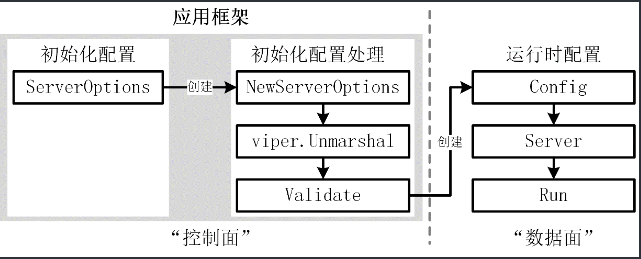 应用框架
初始化配置
初始化配置处理
运行时配置
ServerOptions
创建
NewServerOptions
Config
viper.Unmarshal
创建
Server
Validate
Run
“控制面”
“数据面”